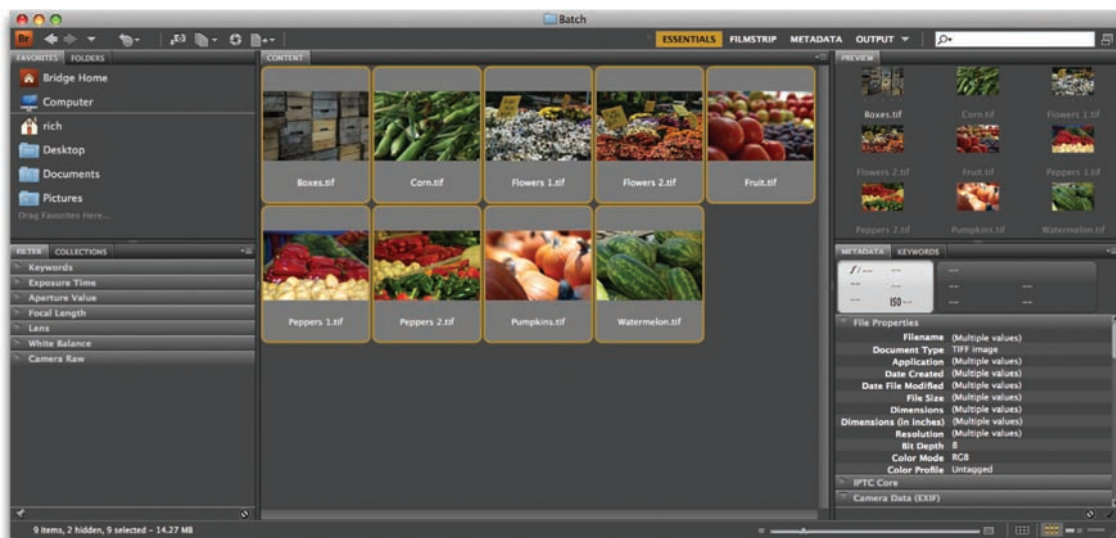 Batch
Br
ESSENTIALS FILMSTRIP METADATA OUTPUT
FAVORITES FOLDERS
Bridge Home
Computer
rich
Desktop
Documents
Pictures
Drag Favorites Here...
FILTER COLLECTIONS
Keywords
Exposure Time
Aperture Value
Focal Length
Lens
White Balance
Camera Raw
CONTENT
Boxes.tif Corn.tif Flowers 1.tif Flowers 2.tif Fruit.tif
Peppers 1.tif Peppers 2.tif Pumpkins.tif Watermelon.tif
PREVIEW
Boxes.tif Corn.tif Flowers 1.tif
Flowers 2.tif Fruit.tif Peppers 1.tif
Peppers 2.tif Pumpkins.tif Watermelon.tif
METADATA KEYWORDS
f/-- -- --
-- -- -- --
-- ISO -- -- --
File Properties
Filename (Multiple values)
Document Type TIFF image
Application (Multiple values)
Date Created (Multiple values)
Date File Modified (Multiple values)
File Size (Multiple values)
Dimensions (Multiple values)
Dimensions (in inches) (Multiple values)
Resolution (Multiple values)
Bit Depth 8
Color Mode RGB
Color Profile Untagged
IPTC Core
Camera Data (EXIF)
9 items, 2 hidden, 9 selected - 14.27 MB